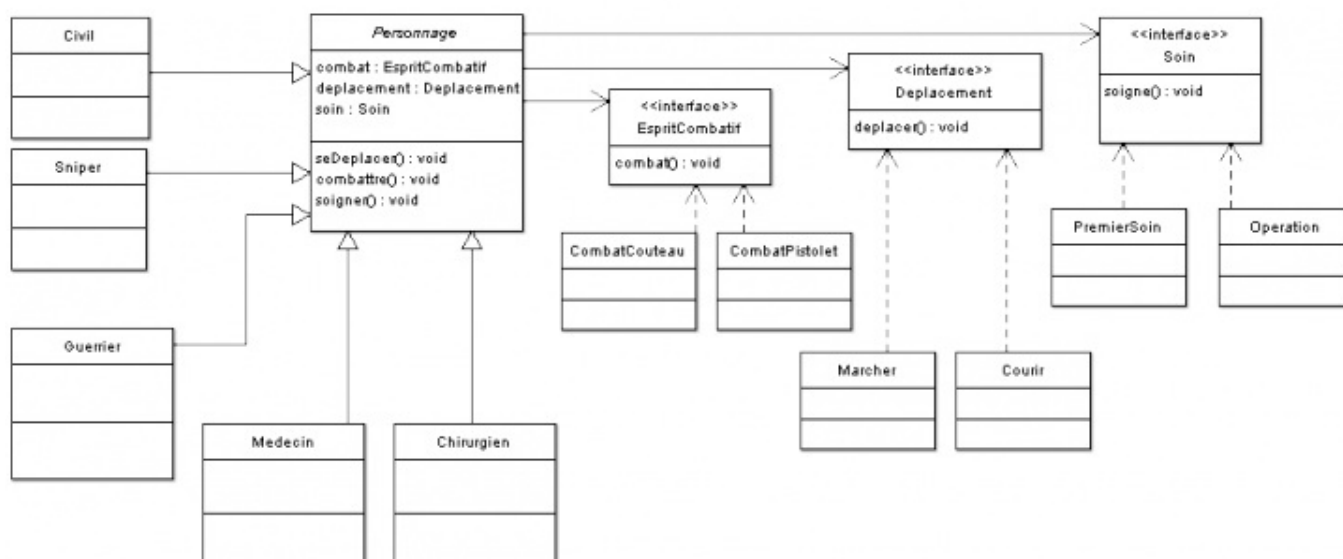 Civil
Sniper
Guerrier
Personnage
combat : EspritCombatif
deplacement : Deplacement
soin : Soin
seDeplacer() : void
combattre() : void
soigner() : void
Medecin
Chirurgien
<<interface>>
EspritCombatif
combat() : void
CombatCouteau
CombatPistolet
<<interface>>
Deplacement
deplacer() : void
Marcher
Courir
<<interface>>
Soin
soigne() : void
PremierSoin
Operation